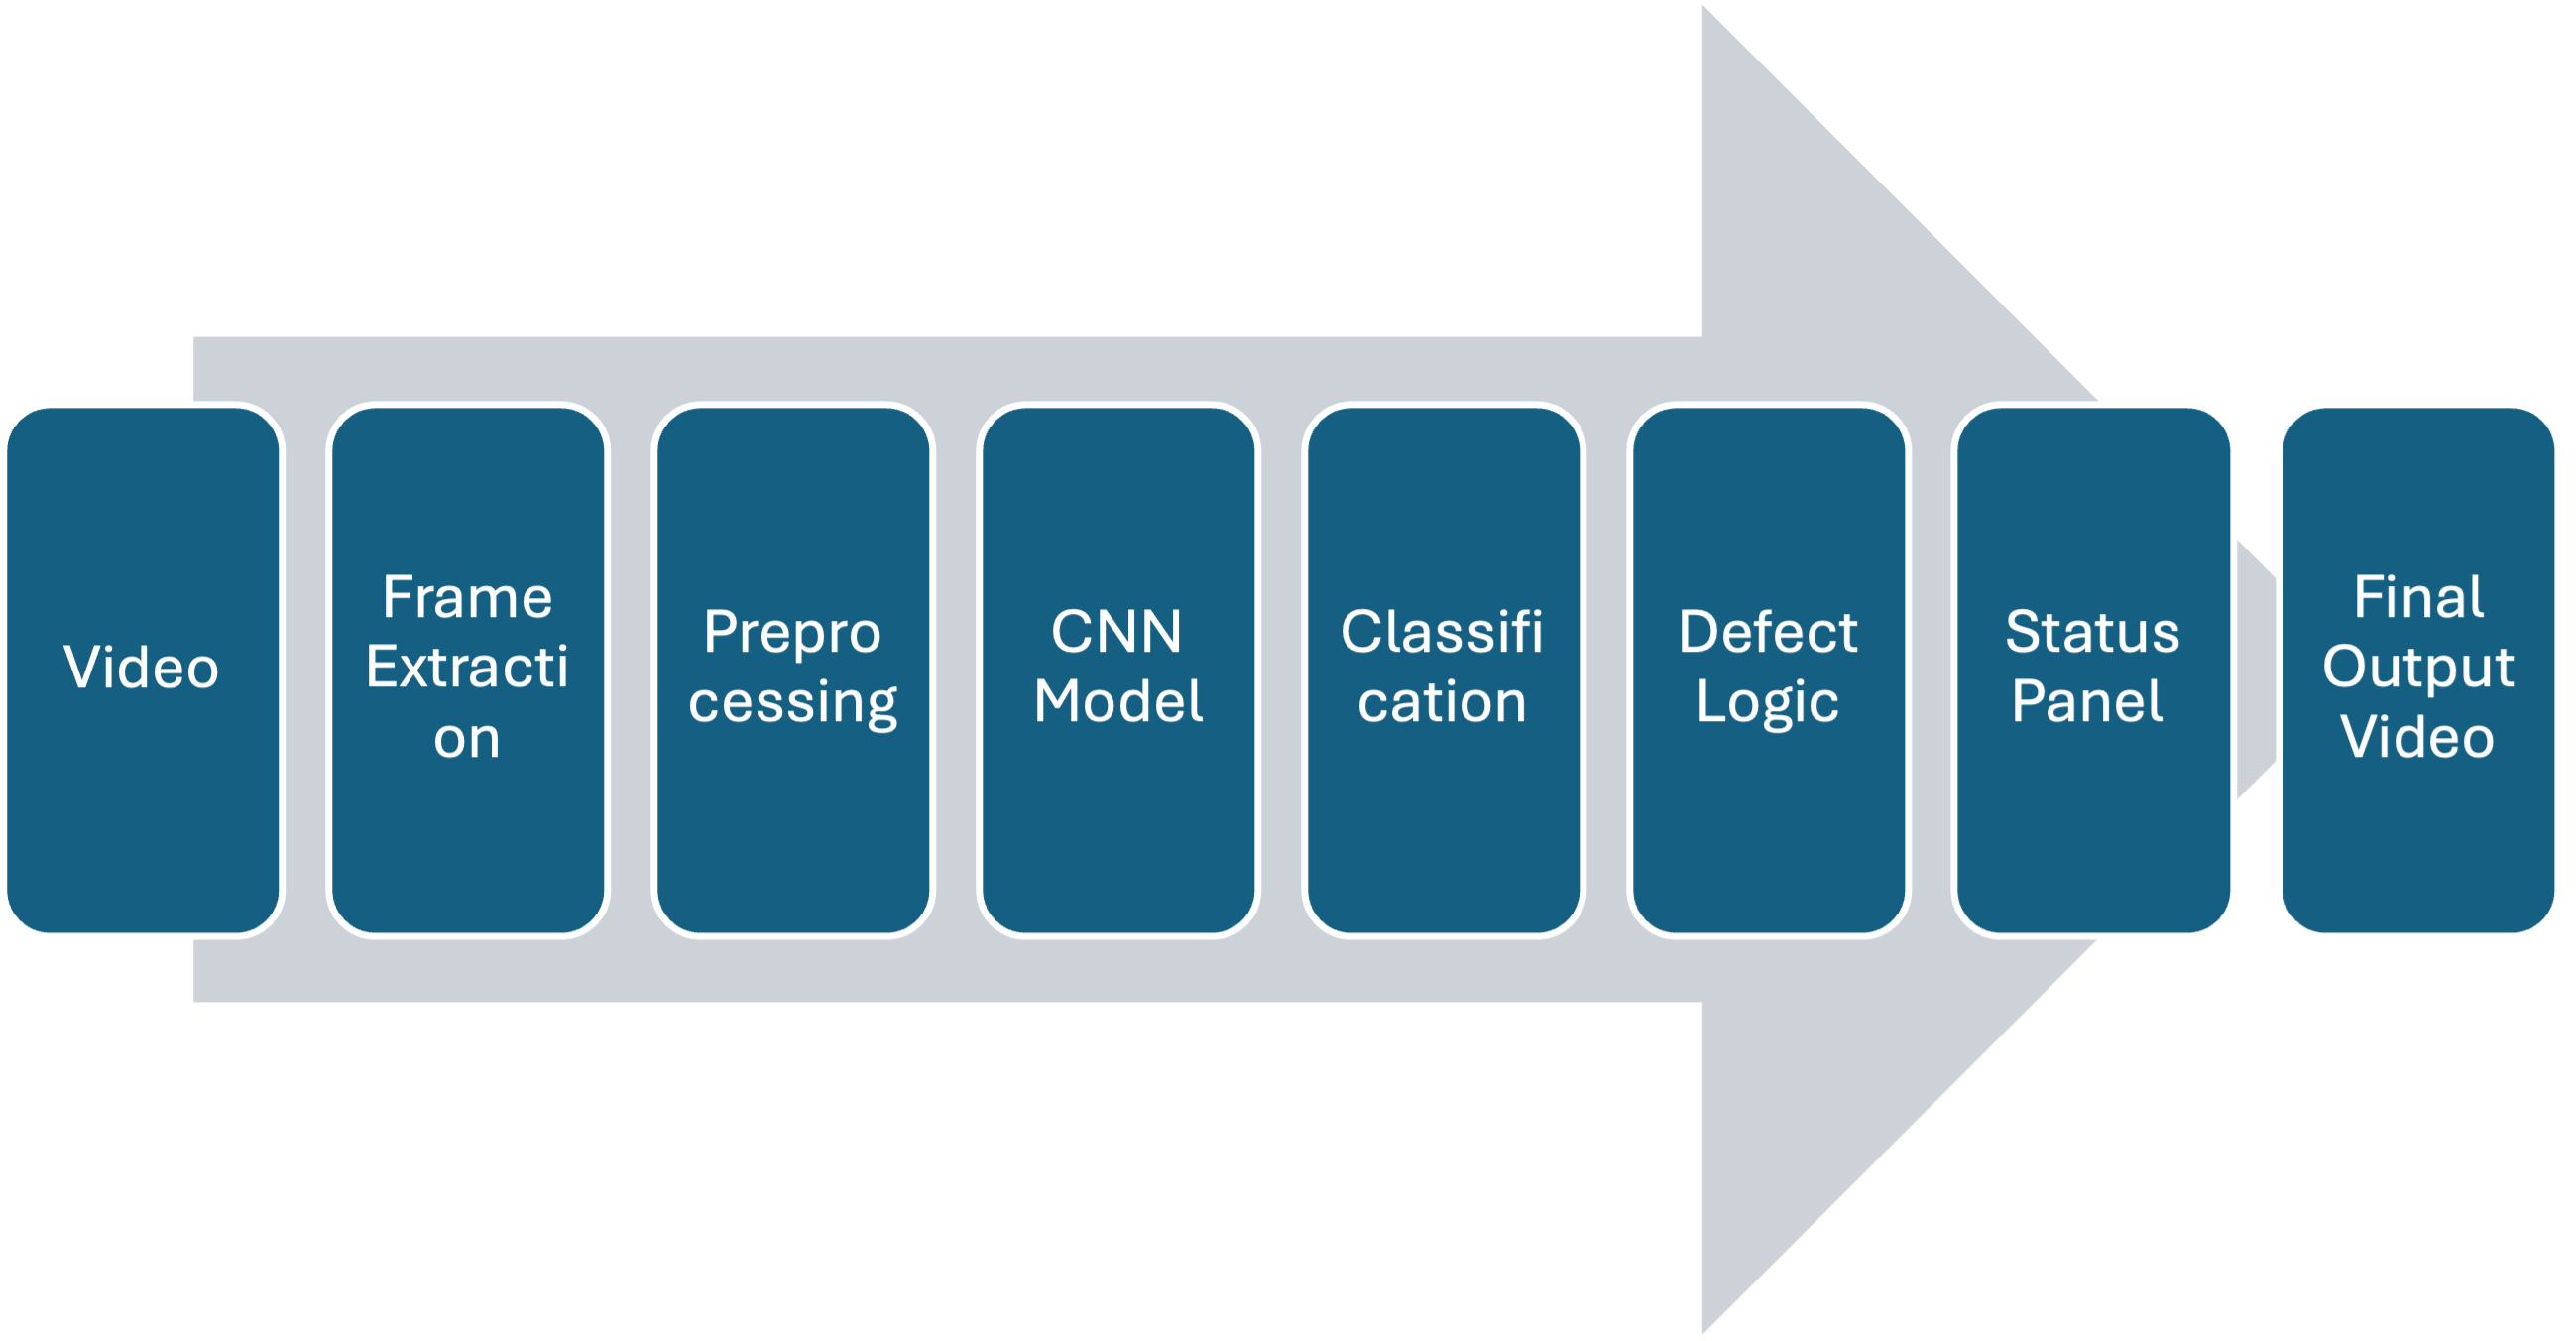 Video
Frame
Extracti
on
Prepro
cessing
CNN
Model
Classifi
cation
Defect
Logic
Status
Panel
Final
Output
Video